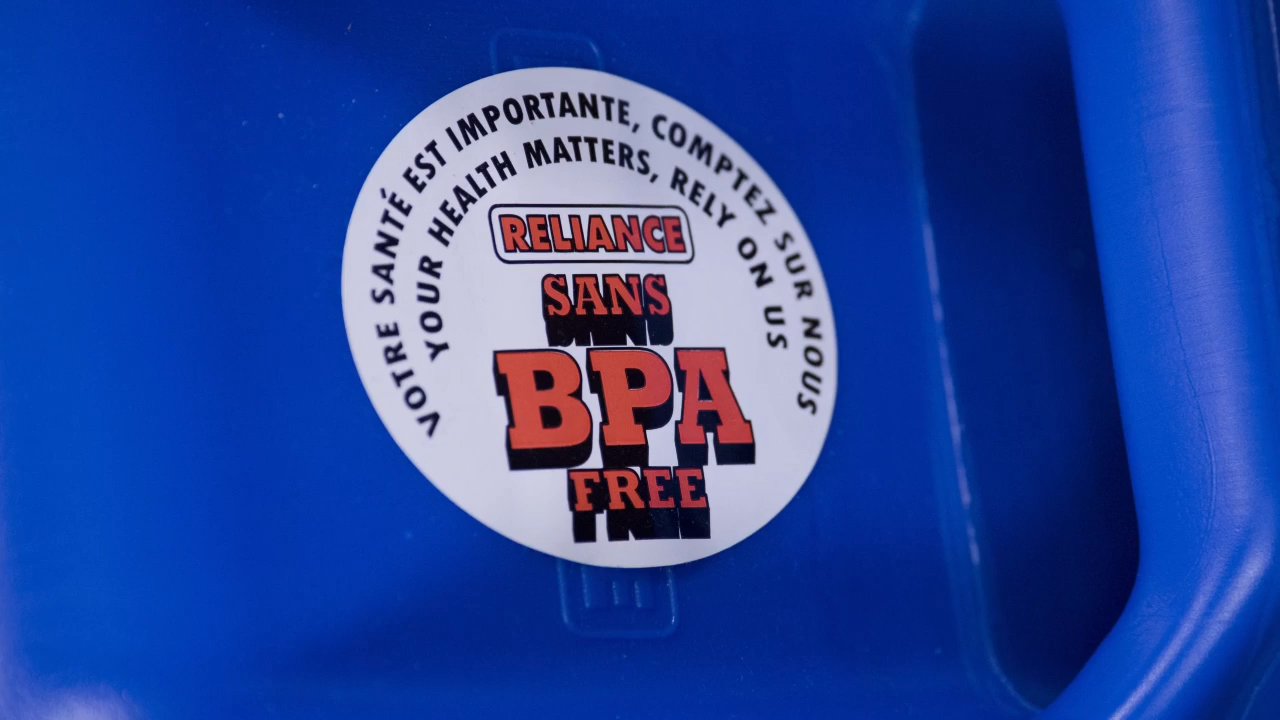 VOTRE SANTÉ EST IMPORTANTE, COMPTEZ SUR NOUS
YOUR HEALTH MATTERS, RELY ON US
RELIANCE
SANS
BPA
FREE